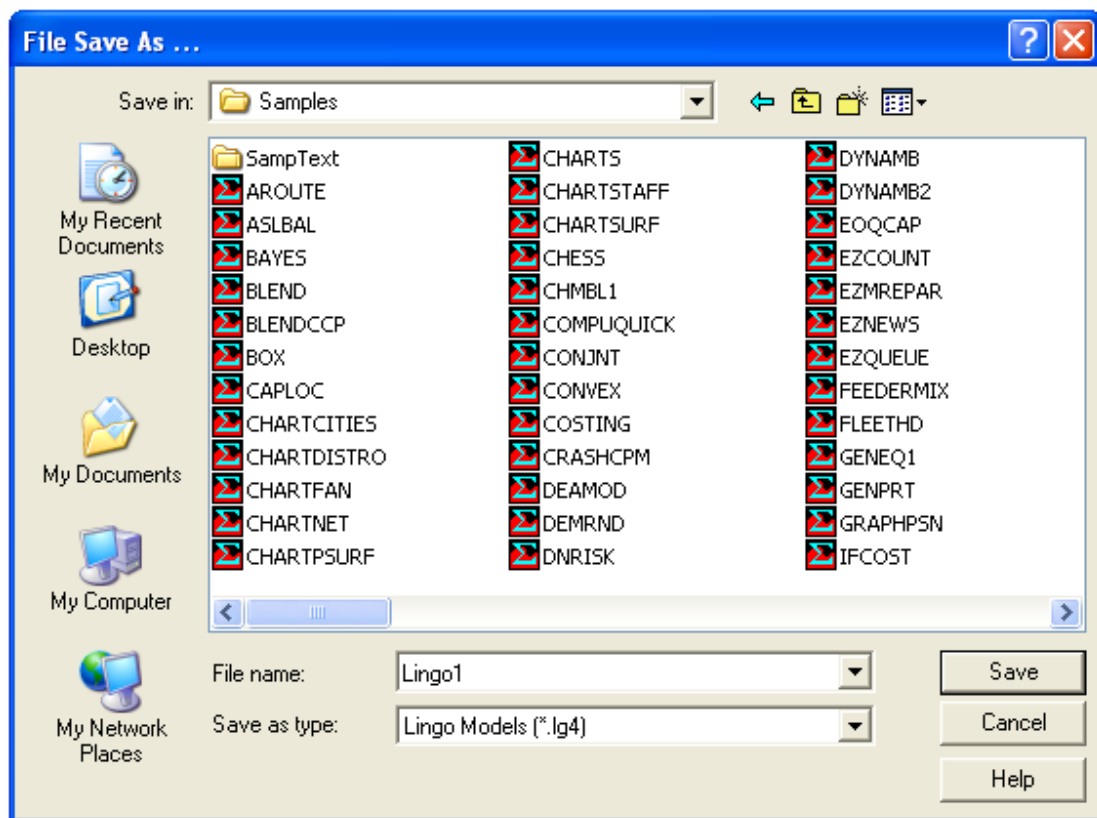 File Save As ...
Save in: Samples
SampText CHARTS DYNAMB
AROUTE CHARTSTAFF DYNAMB2
ASLBAL CHARTSURF EOQCAP
BAYES CHESS EZCOUNT
BLEND CHMBL1 EZMREPAR
BLENDCCP COMPUQUICK EZNEWS
BOX CONJNT EZQUEUE
CAPLOC CONVEX FEEDERMIX
CHARTCITIES COSTING FLEETHD
CHARTDISTRO CRASHCPM GENEQ1
CHARTFAN DEAMOD GENPRT
CHARTNET DEMRND GRAPHPSN
CHARTPSURF DNRISK IFCOST
My Recent
Documents
Desktop
My Documents
My Computer
My Network
Places
File name: Lingo1 Save
Save as type: Lingo Models (*.lg4) Cancel
Help